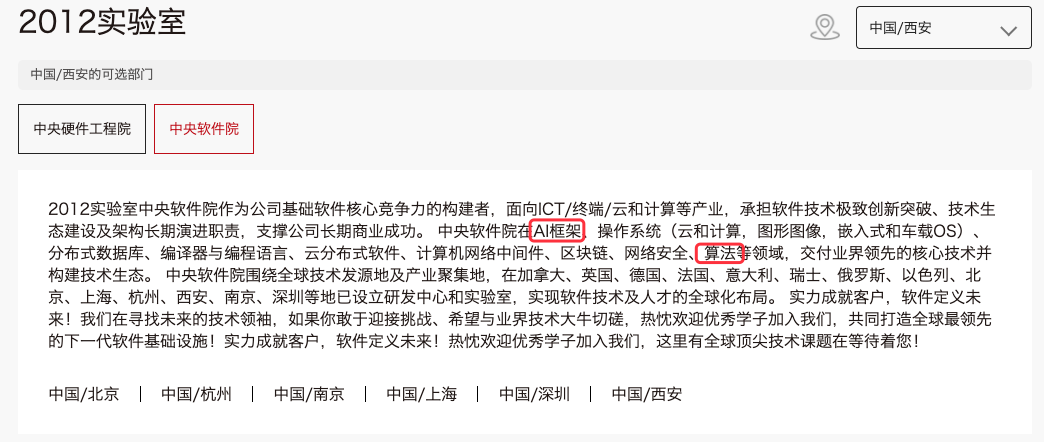 2012实验室
中国/西安
中国/西安的可选部门
中央硬件工程院
中央软件院
2012实验室中央软件院作为公司基础软件核心竞争力的构建者，面向ICT/终端/云和计算等产业，承担软件技术极致创新突破、技术生
态建设及架构长期演进职责，支撑公司长期商业成功。 中央软件院在AI框架、操作系统（云和计算，图形图像，嵌入式和车载OS）、
分布式数据库、编译器与编程语言、云分布式软件、计算机网络中间件、区块链、网络安全、算法等领域，交付业界领先的核心技术并
构建技术生态。 中央软件院围绕全球技术发源地及产业聚集地，在加拿大、英国、德国、法国、意大利、瑞士、俄罗斯、以色列、北
京、上海、杭州、西安、南京、深圳等地已设立研发中心和实验室，实现软件技术及人才的全球化布局。 实力成就客户，软件定义未
来！我们在寻找未来的技术领袖，如果你敢于迎接挑战、希望与业界技术大牛切磋，热忱欢迎优秀学子加入我们，共同打造全球最领先
的下一代软件基础设施！实力成就客户，软件定义未来！热忱欢迎优秀学子加入我们，这里有全球顶尖技术课题在等待着您！
中国/北京 | 中国/杭州 | 中国/南京 | 中国/上海 | 中国/深圳 | 中国/西安